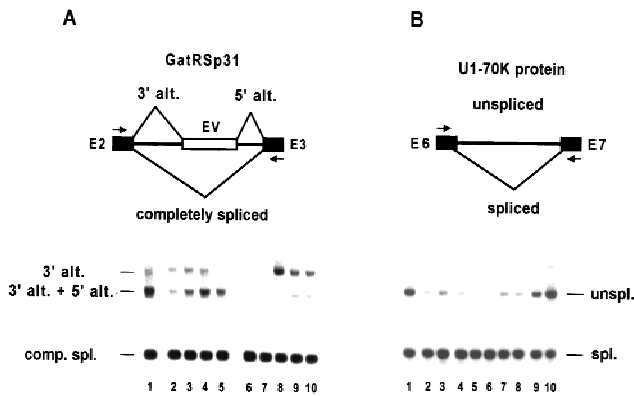 A
GatRSp31
3' alt.
5' alt.
EV
E2
E3
completely spliced
3' alt.
3' alt. + 5' alt.
comp. spl.
1 2 3 4 5 6 7 8 9 10
B
U1-70K protein
unspliced
E6
E7
spliced
unspl.
spl.
1 2 3 4 5 6 7 8 9 10